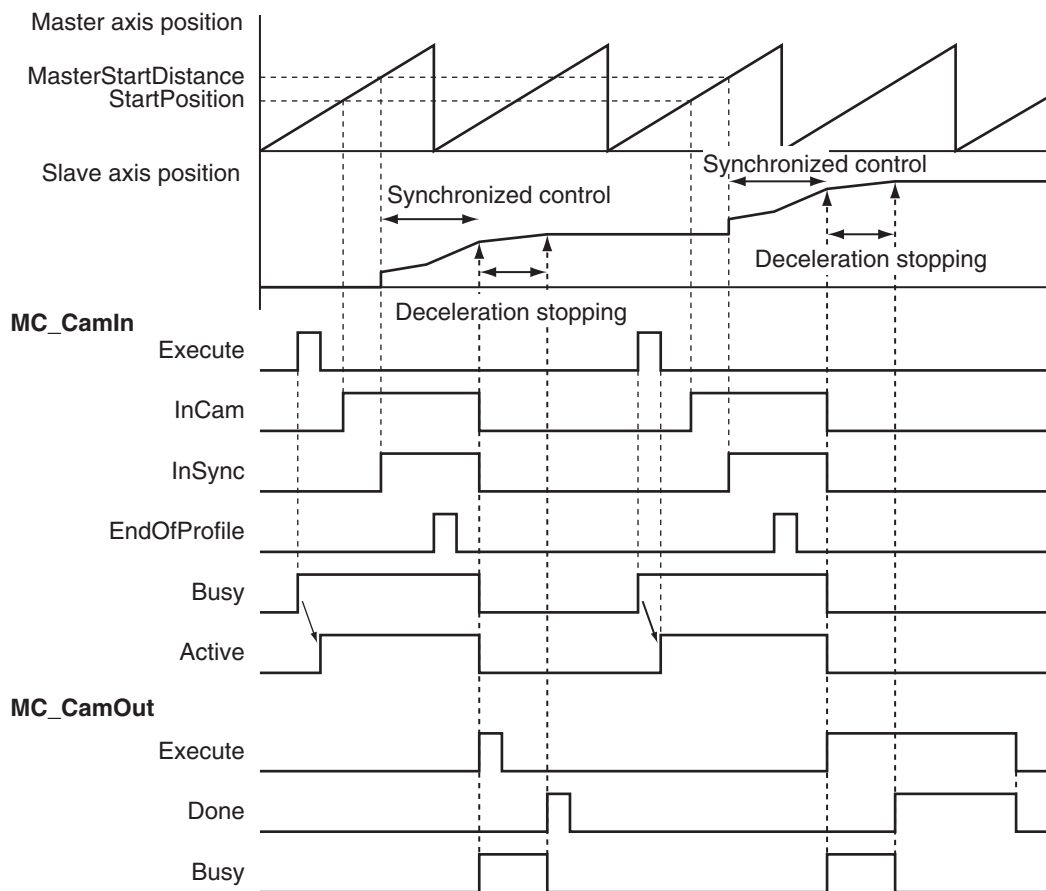 Master axis position
MasterStartDistance
StartPosition
Slave axis position
Synchronized control
Synchronized control
Deceleration stopping
Deceleration stopping
MC_CamIn
Execute
InCam
InSync
EndOfProfile
Busy
Active
MC_CamOut
Execute
Done
Busy